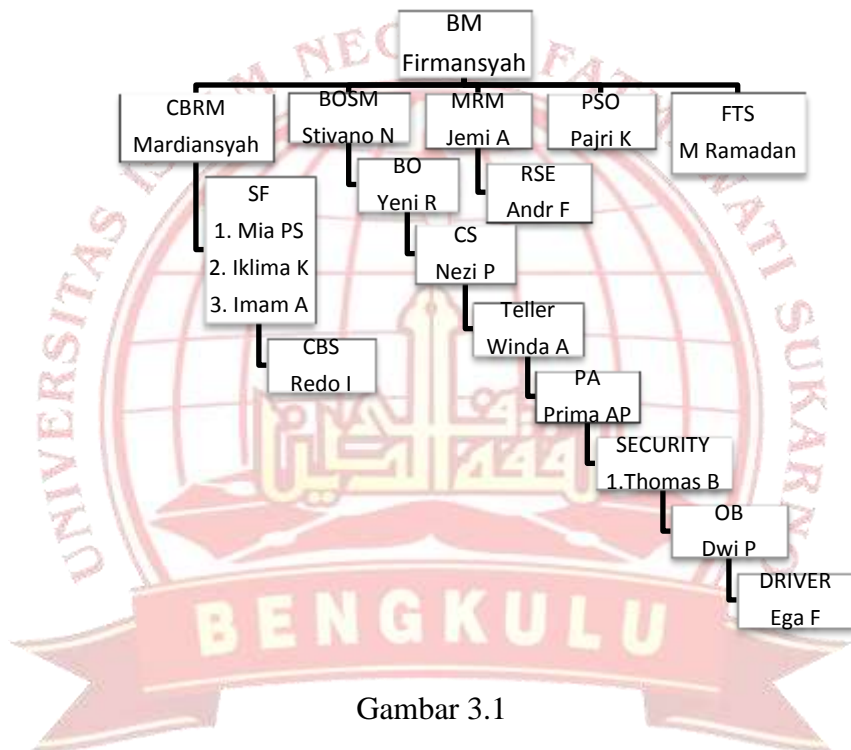 BM
Firmansyah
CBRM
Mardiansyah
BOSM
Stivano N
MRM
Jemi A
PSO
Pajri K
FTS
M Ramadan
SF
1. Mia PS
2. Iklima K
3. Imam A
CBS
Redo I
BO
Yeni R
CS
Nezi P
Teller
Winda A
PA
Prima AP
SECURITY
1.Thomas B
OB
Dwi P
DRIVER
Ega F
RSE
Andr F
BENGKULU
Gambar 3.1